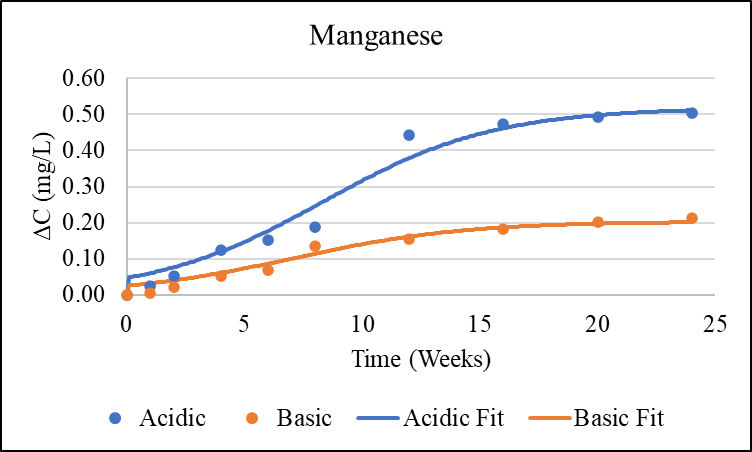 Manganese
0.60
0.50
0.40
0.30
0.20
0.10
0.00
ΔC (mg/L)
0 5 10 15 20 25
Time (Weeks)
Acidic Basic Acidic Fit Basic Fit